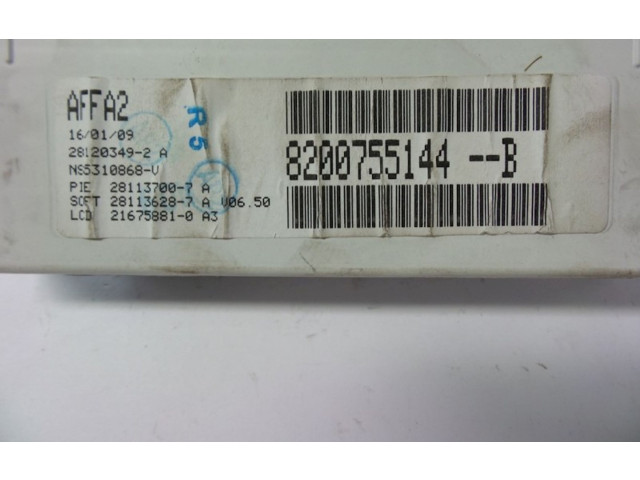 AFFA2
16/01/09
28120349-2 A
NS5310868-V
PIE 28113700-7 A
SOFT 28113628-7 A V06.50
LCD 21675881-0 A3
R5
8200755144 --B